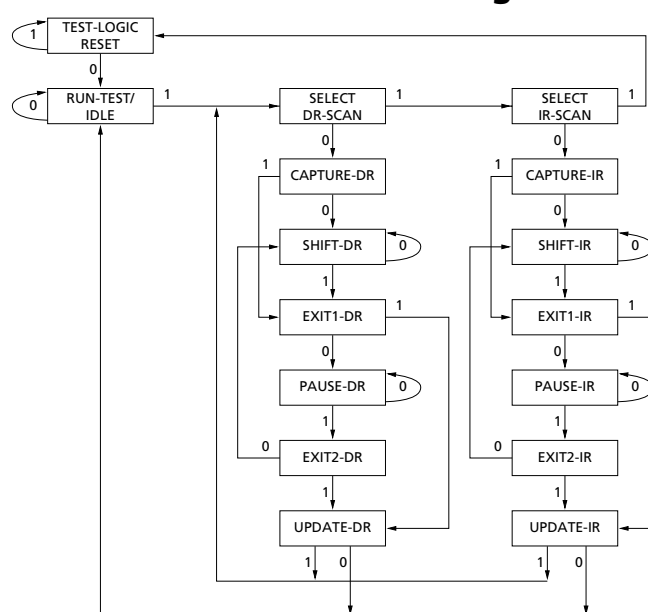 TEST-LOGIC
RESET
1
0
RUN-TEST/
IDLE
0
1
SELECT
DR-SCAN
1
SELECT
IR-SCAN
1
0
0
1
CAPTURE-DR
1
CAPTURE-IR
0
0
SHIFT-DR
0
SHIFT-IR
0
1
1
EXIT1-DR
1
EXIT1-IR
1
0
0
PAUSE-DR
0
PAUSE-IR
0
1
1
0
EXIT2-DR
0
EXIT2-IR
1
1
UPDATE-DR
UPDATE-IR
1
0
1
0